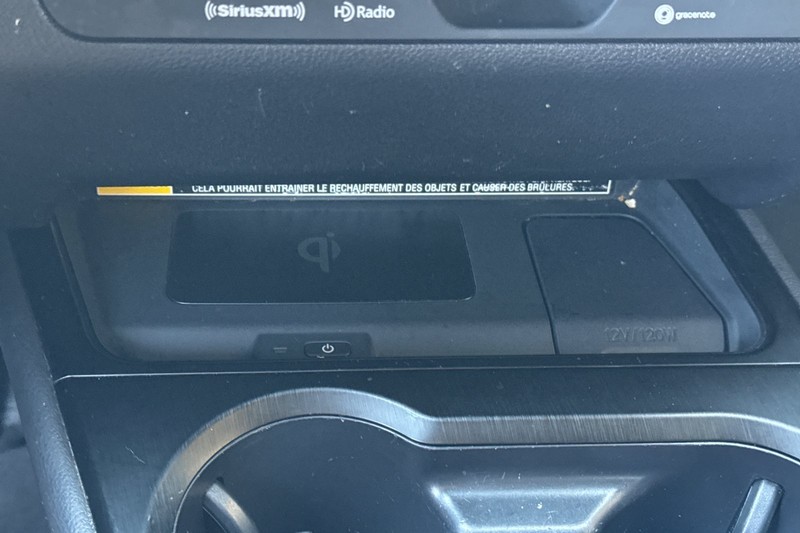 SiriusXM HD Radio gracenote
CELA POURRAIT ENTRAINER LE RECHAUFFEMENT DES OBJETS ET CAUSER DES BRÛLURES.
qi
12V/120W